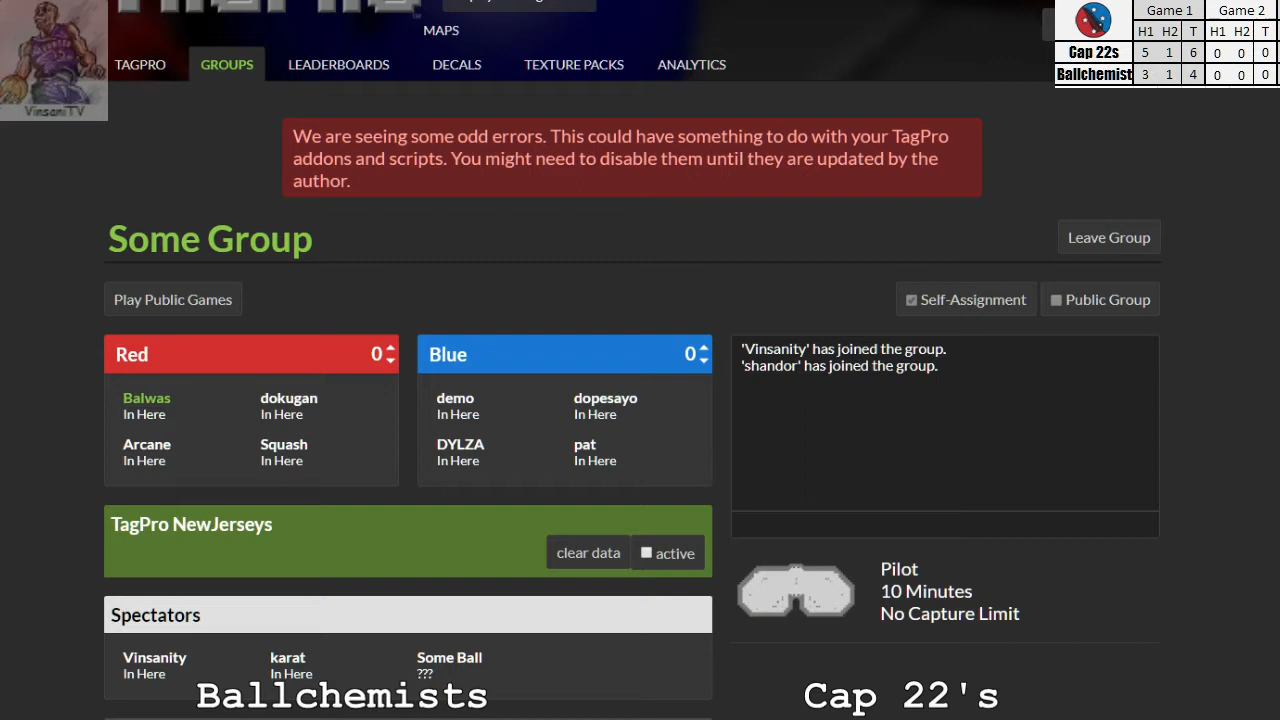 VinsaniTV
MAPS
TAGPRO GROUPS LEADERBOARDS DECALS TEXTURE PACKS ANALYTICS
Game 1 Game 2
H1 H2 T H1 H2 T
Cap 22s 5 1 6 0 0 0
Ballchemist 3 1 4 0 0 0
We are seeing some odd errors. This could have something to do with your TagPro
addons and scripts. You might need to disable them until they are updated by the
author.
Some Group
Leave Group
Play Public Games
Self-Assignment
Public Group
Red 0
Blue 0
Balwas dokugan
In Here In Here
Arcane Squash
In Here In Here
demo dopesayo
In Here In Here
DYLZA pat
In Here In Here
'Vinsanity' has joined the group.
'shandor' has joined the group.
TagPro NewJerseys
clear data active
Pilot
10 Minutes
No Capture Limit
Spectators
Vinsanity karat Some Ball
In Here In Here ???
Ballchemists
Cap 22's